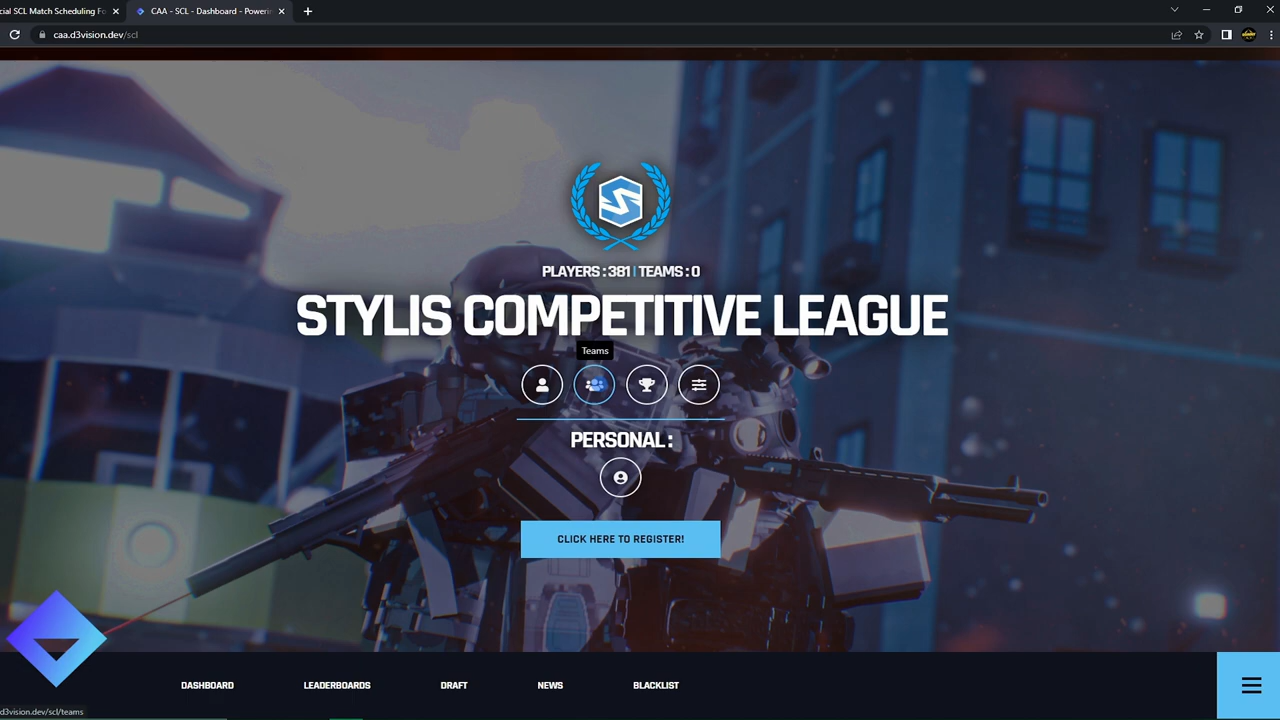 cial SCL Match Scheduling Fo
CAA - SCL - Dashboard - Powerin
caa.d3vision.dev/scl
PLAYERS : 381 | TEAMS : 0
STYLIS COMPETITIVE LEAGUE
Teams
PERSONAL :
CLICK HERE TO REGISTER!
DASHBOARD
LEADERBOARDS
DRAFT
NEWS
BLACKLIST
d3vision.dev/scl/teams